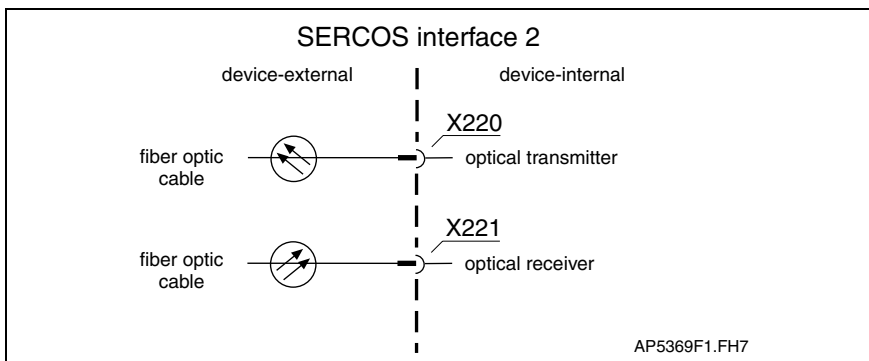 SERCOS interface 2
device-external
device-internal
X220
fiber optic
cable
optical transmitter
X221
fiber optic
cable
optical receiver
AP5369F1.FH7